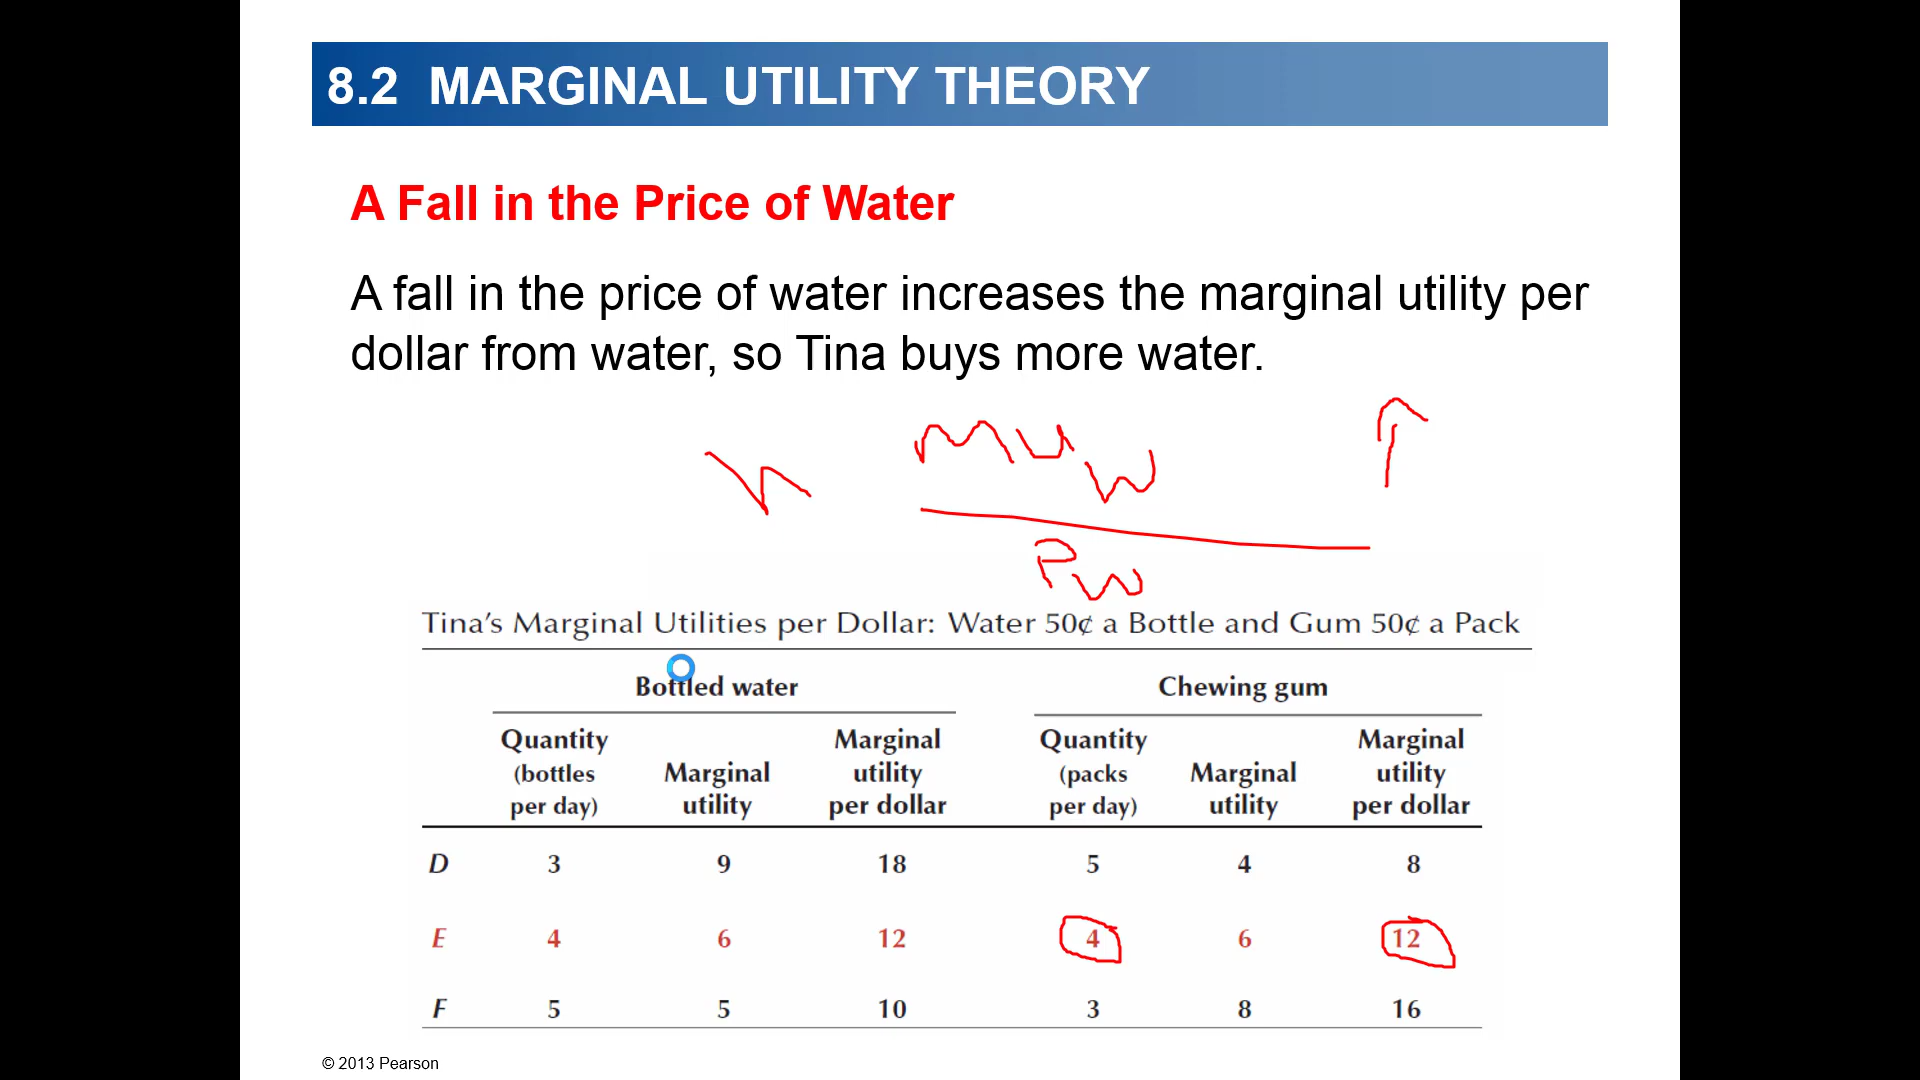 8.2 MARGINAL UTILITY THEORY
A Fall in the Price of Water
A fall in the price of water increases the marginal utility per
dollar from water, so Tina buys more water.
MU W
P W
Tina's Marginal Utilities per Dollar: Water 50¢ a Bottle and Gum 50¢ a Pack
Bottled water Chewing gum
Quantity (bottles per day) Marginal utility Marginal utility per dollar Quantity (packs per day) Marginal utility Marginal utility per dollar
D 3 9 18 5 4 8
E 4 6 12 4 6 12
F 5 5 10 3 8 16
© 2013 Pearson